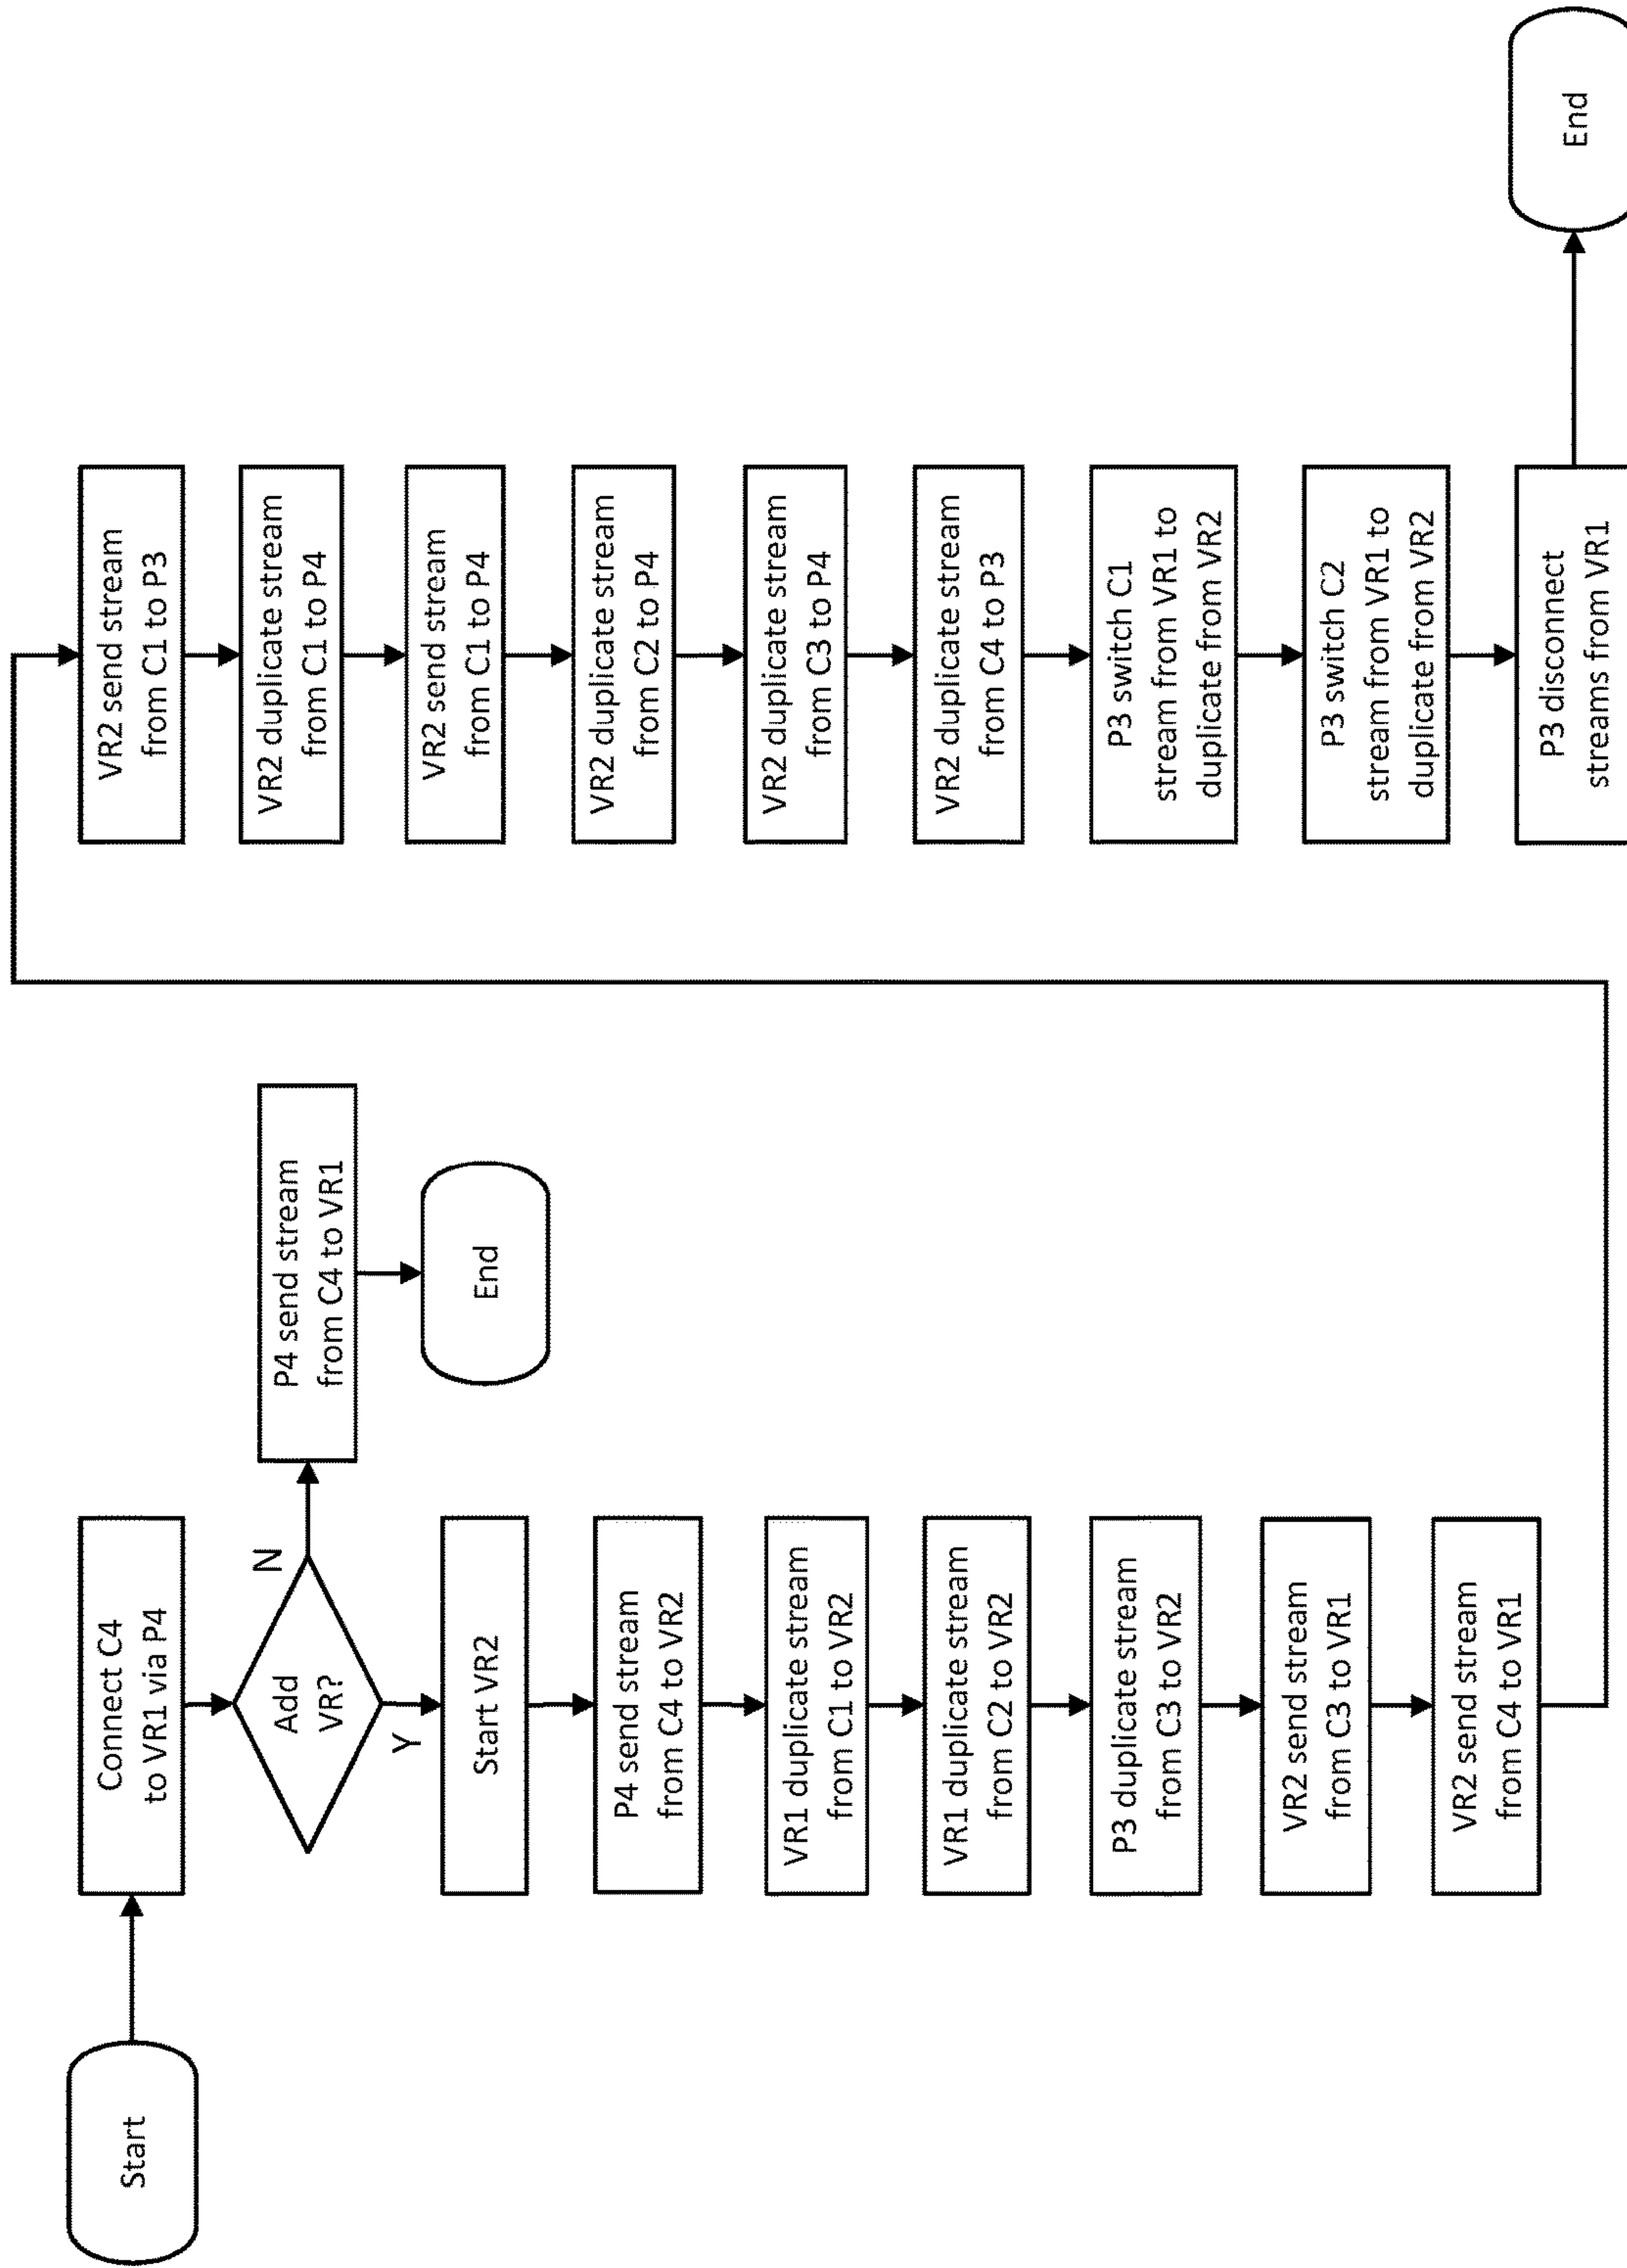 Start
Connect C4
to VR1 via P4
Add
VR?
N
Y
P4 send stream
from C4 to VR1
End
Start VR2
P4 send stream
from C4 to VR2
VR1 duplicate stream
from C1 to VR2
VR1 duplicate stream
from C2 to VR2
P3 duplicate stream
from C3 to VR2
VR2 send stream
from C3 to VR1
VR2 send stream
from C4 to VR1
VR2 send stream
from C1 to P3
VR2 duplicate stream
from C1 to P4
VR2 send stream
from C1 to P4
VR2 duplicate stream
from C2 to P4
VR2 duplicate stream
from C3 to P4
VR2 duplicate stream
from C4 to P3
P3 switch C1
stream from VR1 to
duplicate from VR2
P3 switch C2
stream from VR1 to
duplicate from VR2
P3 disconnect
streams from VR1
End